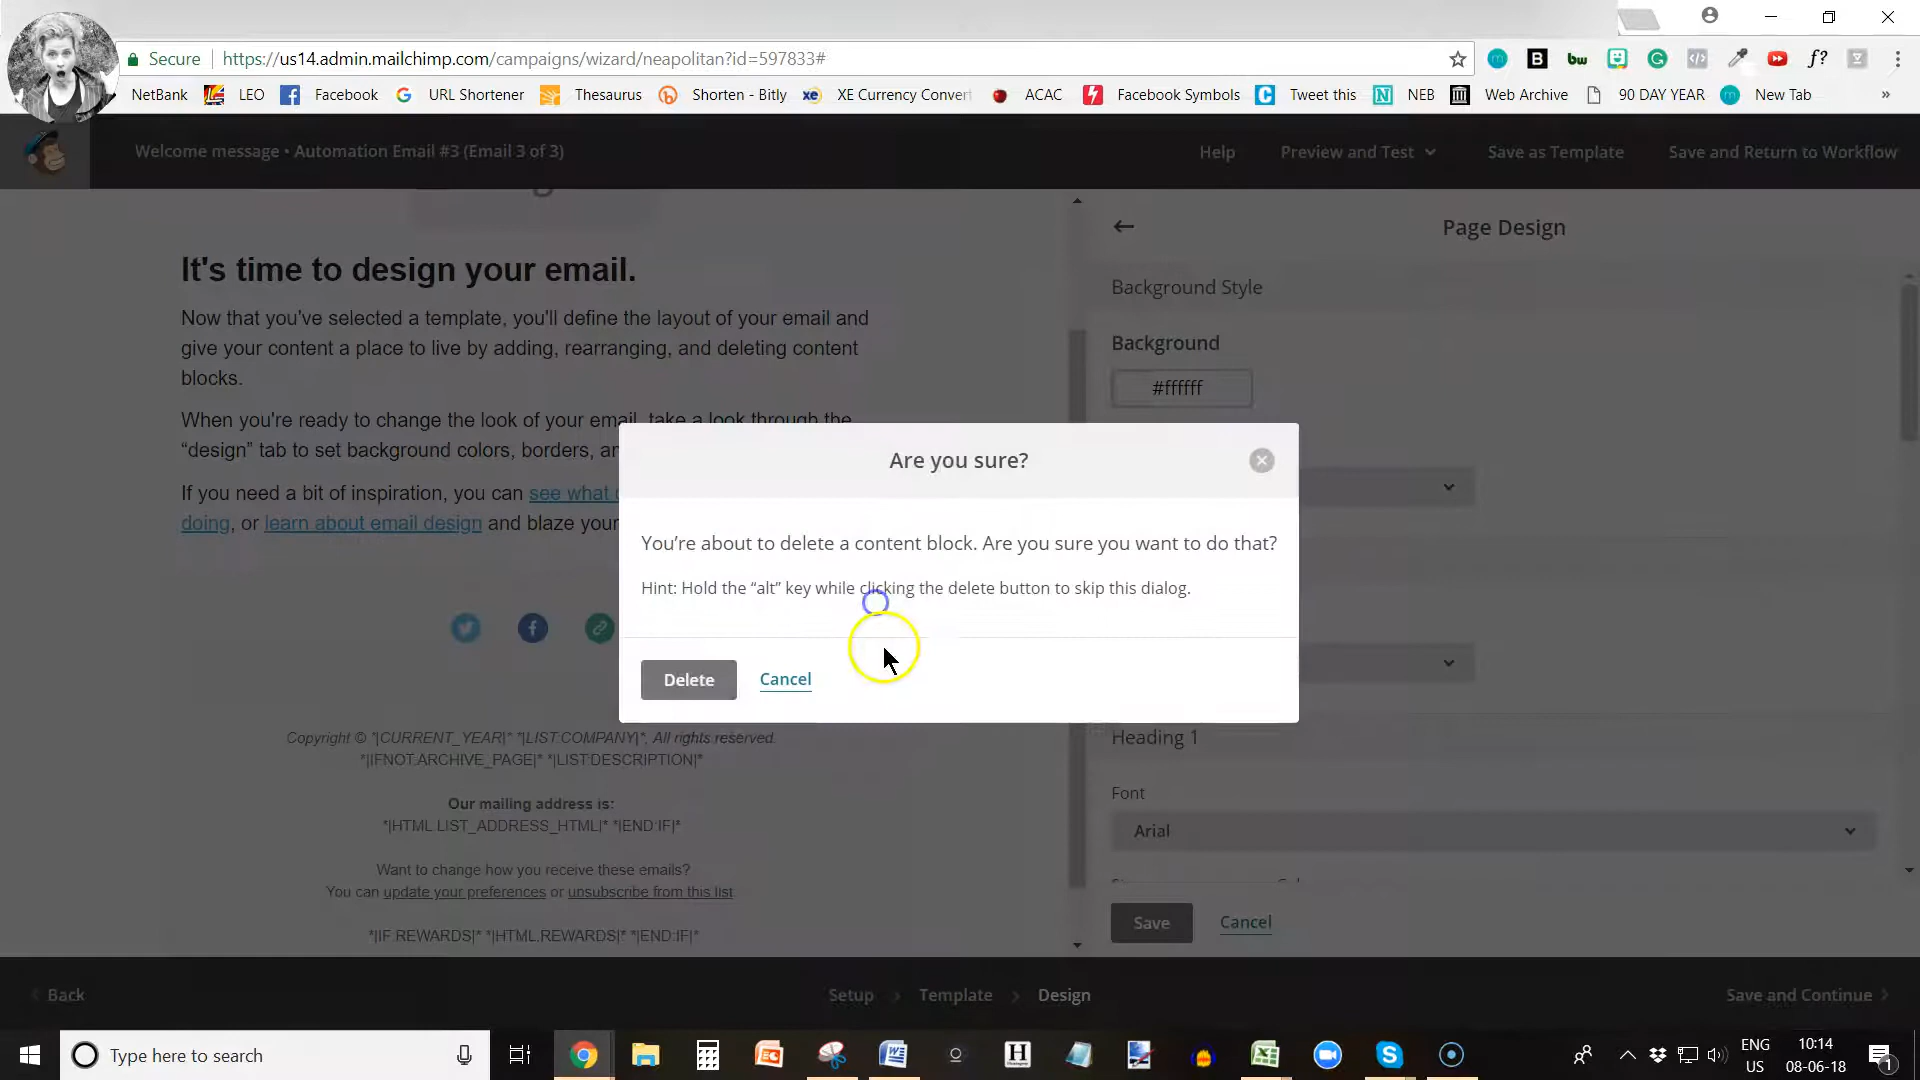 Secure https://us14.admin.mailchimp.com/campaigns/wizard/neapolitan?id=597833#
NetBank LEO Facebook URL Shortener Thesaurus Shorten - Bitly XE Currency Convert ACAC Facebook Symbols Tweet this NEB Web Archive 90 DAY YEAR New Tab »
Welcome message • Automation Email #3 (Email 3 of 3) Help Preview and Test Save as Template Save and Return to Workflow
It's time to design your email.
Now that you've selected a template, you'll define the layout of your email and
give your content a place to live by adding, rearranging, and deleting content
blocks.
When you're ready to change the look of your email, take a look through the
“design” tab to set background colors, borders,
If you need a bit of inspiration, you can see what
doing, or learn about email design and blaze your
Copyright © *|CURRENT_YEAR|* *|LIST:COMPANY|*, All rights reserved.
*|IFNOT:ARCHIVE_PAGE|* *|LIST:DESCRIPTION|*
Our mailing address is:
*|HTML:LIST_ADDRESS_HTML|* *|END:IF|*
Want to change how you receive these emails?
You can update your preferences or unsubscribe from this list
*|IF:REWARDS|* *|HTML:REWARDS|* *|END:IF|*
Page Design
Background Style
Background
#ffffff
Heading 1
Font
Arial
Save Cancel
Are you sure?
You’re about to delete a content block. Are you sure you want to do that?
Hint: Hold the “alt” key while clicking the delete button to skip this dialog.
Delete Cancel
Back Setup Template Design Save and Continue
Type here to search
ENG
US
10:14
08-06-18
1